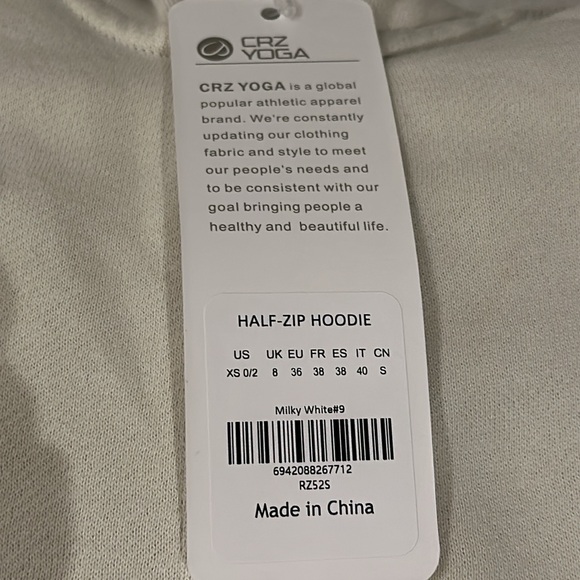 CRZ
YOGA
CRZ YOGA is a global
popular athletic apparel
brand. We're constantly
updating our clothing
fabric and style to meet
our people's needs and
to be consistent with our
goal bringing people a
healthy and beautiful life.
HALF-ZIP HOODIE
US UK EU FR ES IT CN
XS 0/2 8 36 38 38 40 S
Milky White#9
6942088267712
RZ52S
Made in China